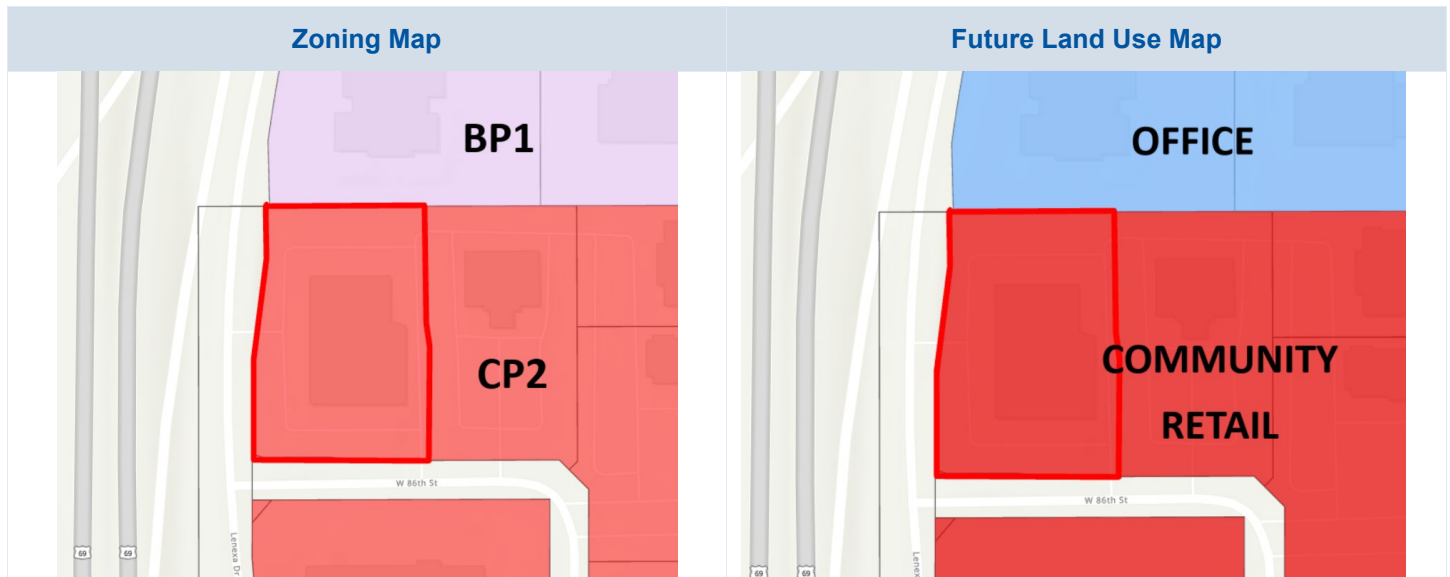 Zoning Map
Future Land Use Map
BP1
CP2
W 86th St
Lenexa Dr
69
69
OFFICE
COMMUNITY
RETAIL
W 86th St
Lenex
69
69